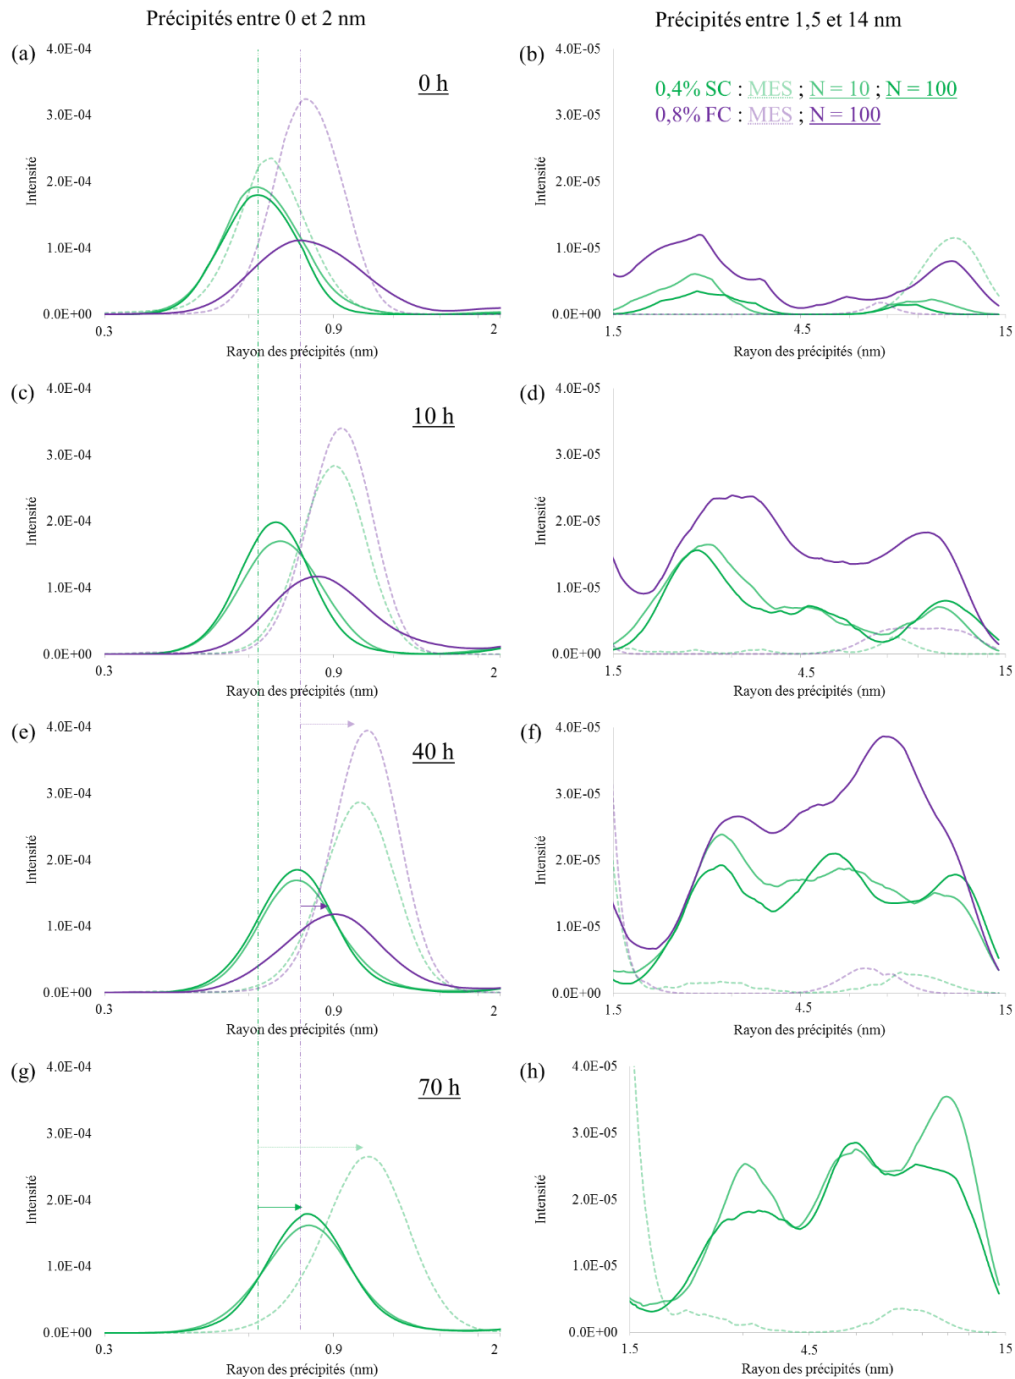 Précipités entre 0 et 2 nm
Précipités entre 1,5 et 14 nm
(a)
4.0E-04
3.0E-04
2.0E-04
1.0E-04
0.0E+00
Intensité
0 h
0.3
0.9
2
Rayon des précipités (nm)
(b)
4.0E-05
3.0E-05
2.0E-05
1.0E-05
0.0E+00
Intensité
0,4% SC : MES ; N = 10 ; N = 100
0,8% FC : MES ; N = 100
1.5
4.5
15
Rayon des précipités (nm)
(c)
4.0E-04
3.0E-04
2.0E-04
1.0E-04
0.0E+00
Intensité
10 h
0.3
0.9
2
Rayon des précipités (nm)
(d)
4.0E-05
3.0E-05
2.0E-05
1.0E-05
0.0E+00
Intensité
1.5
4.5
15
Rayon des précipités (nm)
(e)
4.0E-04
3.0E-04
2.0E-04
1.0E-04
0.0E+00
Intensité
40 h
0.3
0.9
2
Rayon des précipités (nm)
(f)
4.0E-05
3.0E-05
2.0E-05
1.0E-05
0.0E+00
Intensité
1.5
4.5
15
Rayon des précipités (nm)
(g)
4.0E-04
3.0E-04
2.0E-04
1.0E-04
0.0E+00
Intensité
70 h
0.3
0.9
2
Rayon des précipités (nm)
(h)
4.0E-05
3.0E-05
2.0E-05
1.0E-05
0.0E+00
Intensité
1.5
4.5
15
Rayon des précipités (nm)